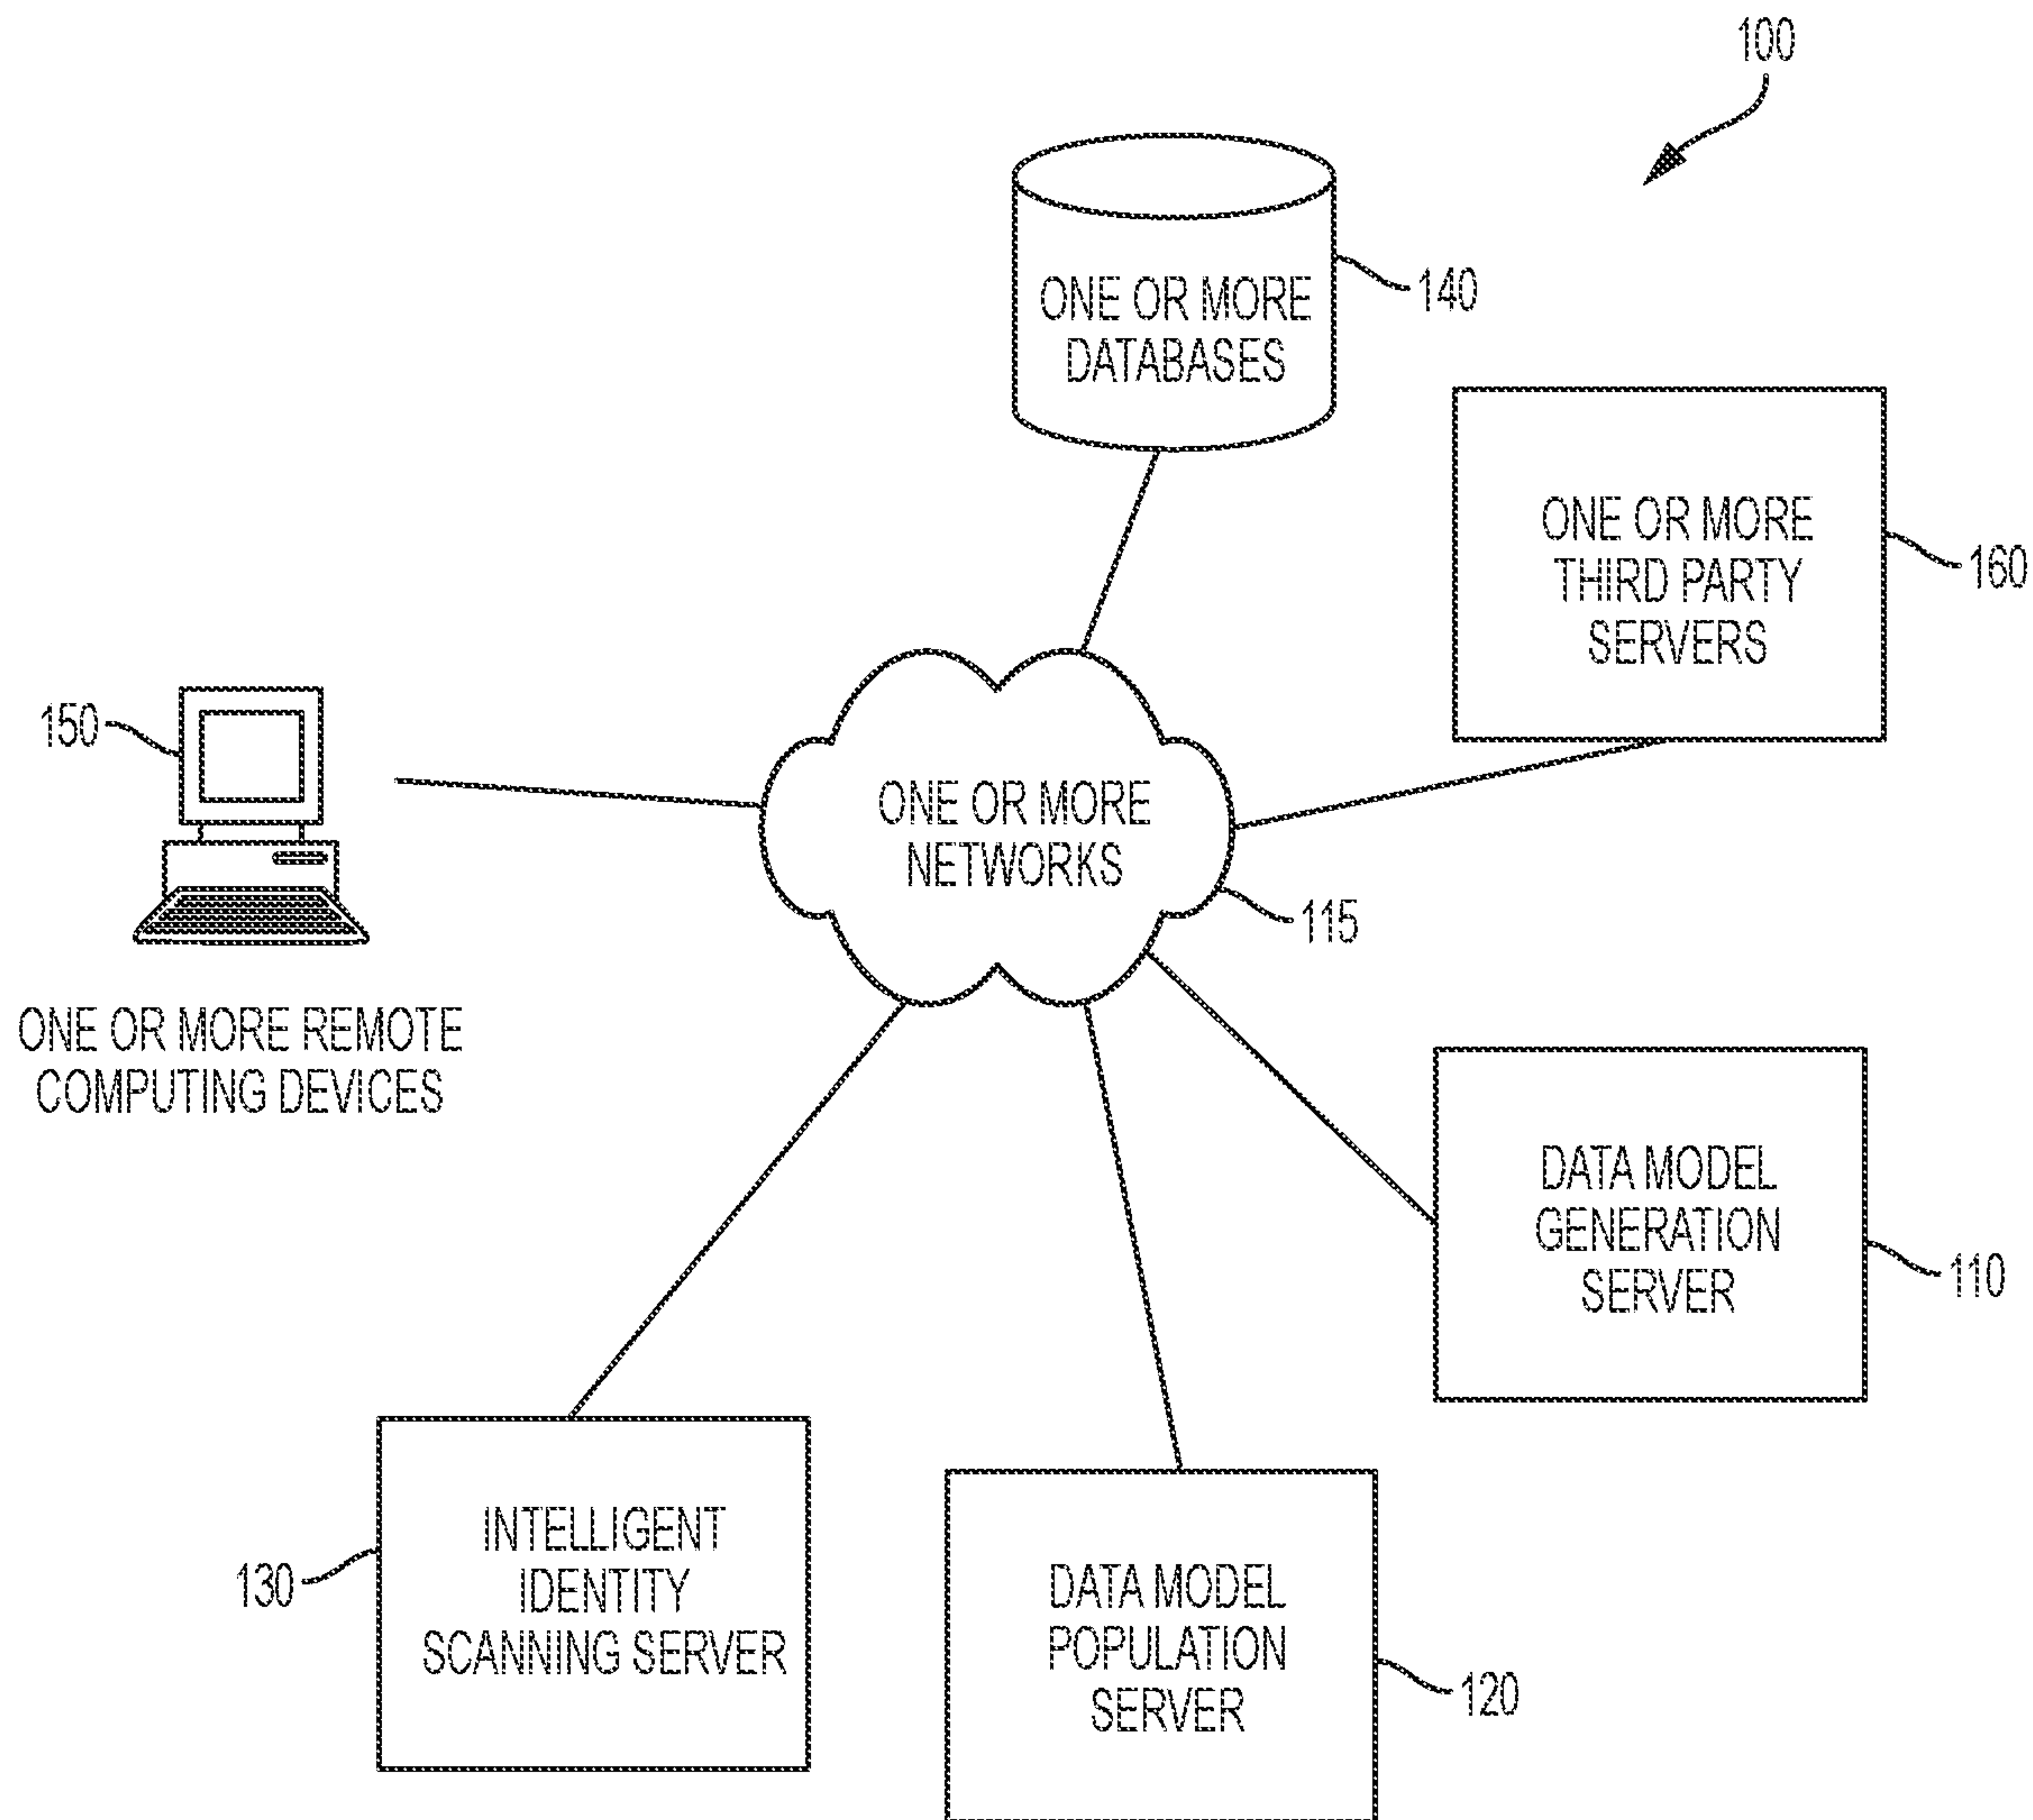 100
ONE OR MORE
DATABASES
140
ONE OR MORE
THIRD PARTY
SERVERS
160
150
ONE OR MORE
NETWORKS
115
ONE OR MORE REMOTE
COMPUTING DEVICES
DATA MODEL
GENERATION
SERVER
110
INTELLIGENT
IDENTITY
SCANNING SERVER
130
DATA MODEL
POPULATION
SERVER
120